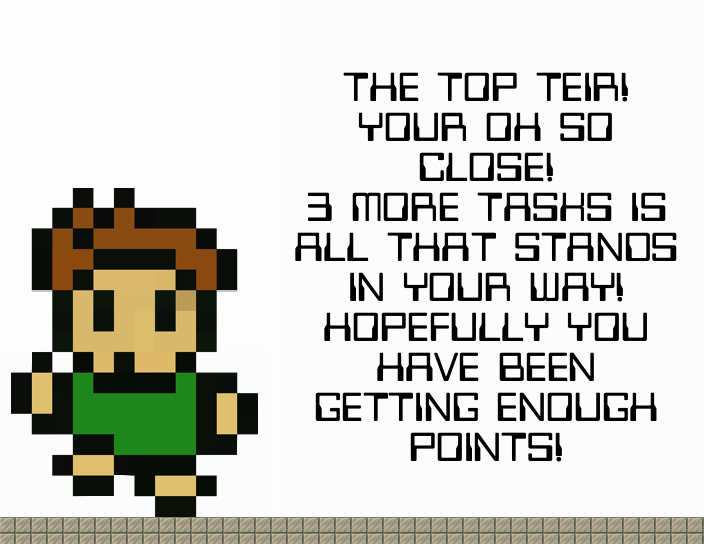 THE TOP TEIR!
YOUR OH SO
CLOSE!
3 MORE TASKS IS
ALL THAT STANDS
IN YOUR WAY!
HOPEFULLY YOU
HAVE BEEN
GETTING ENOUGH
POINTS!